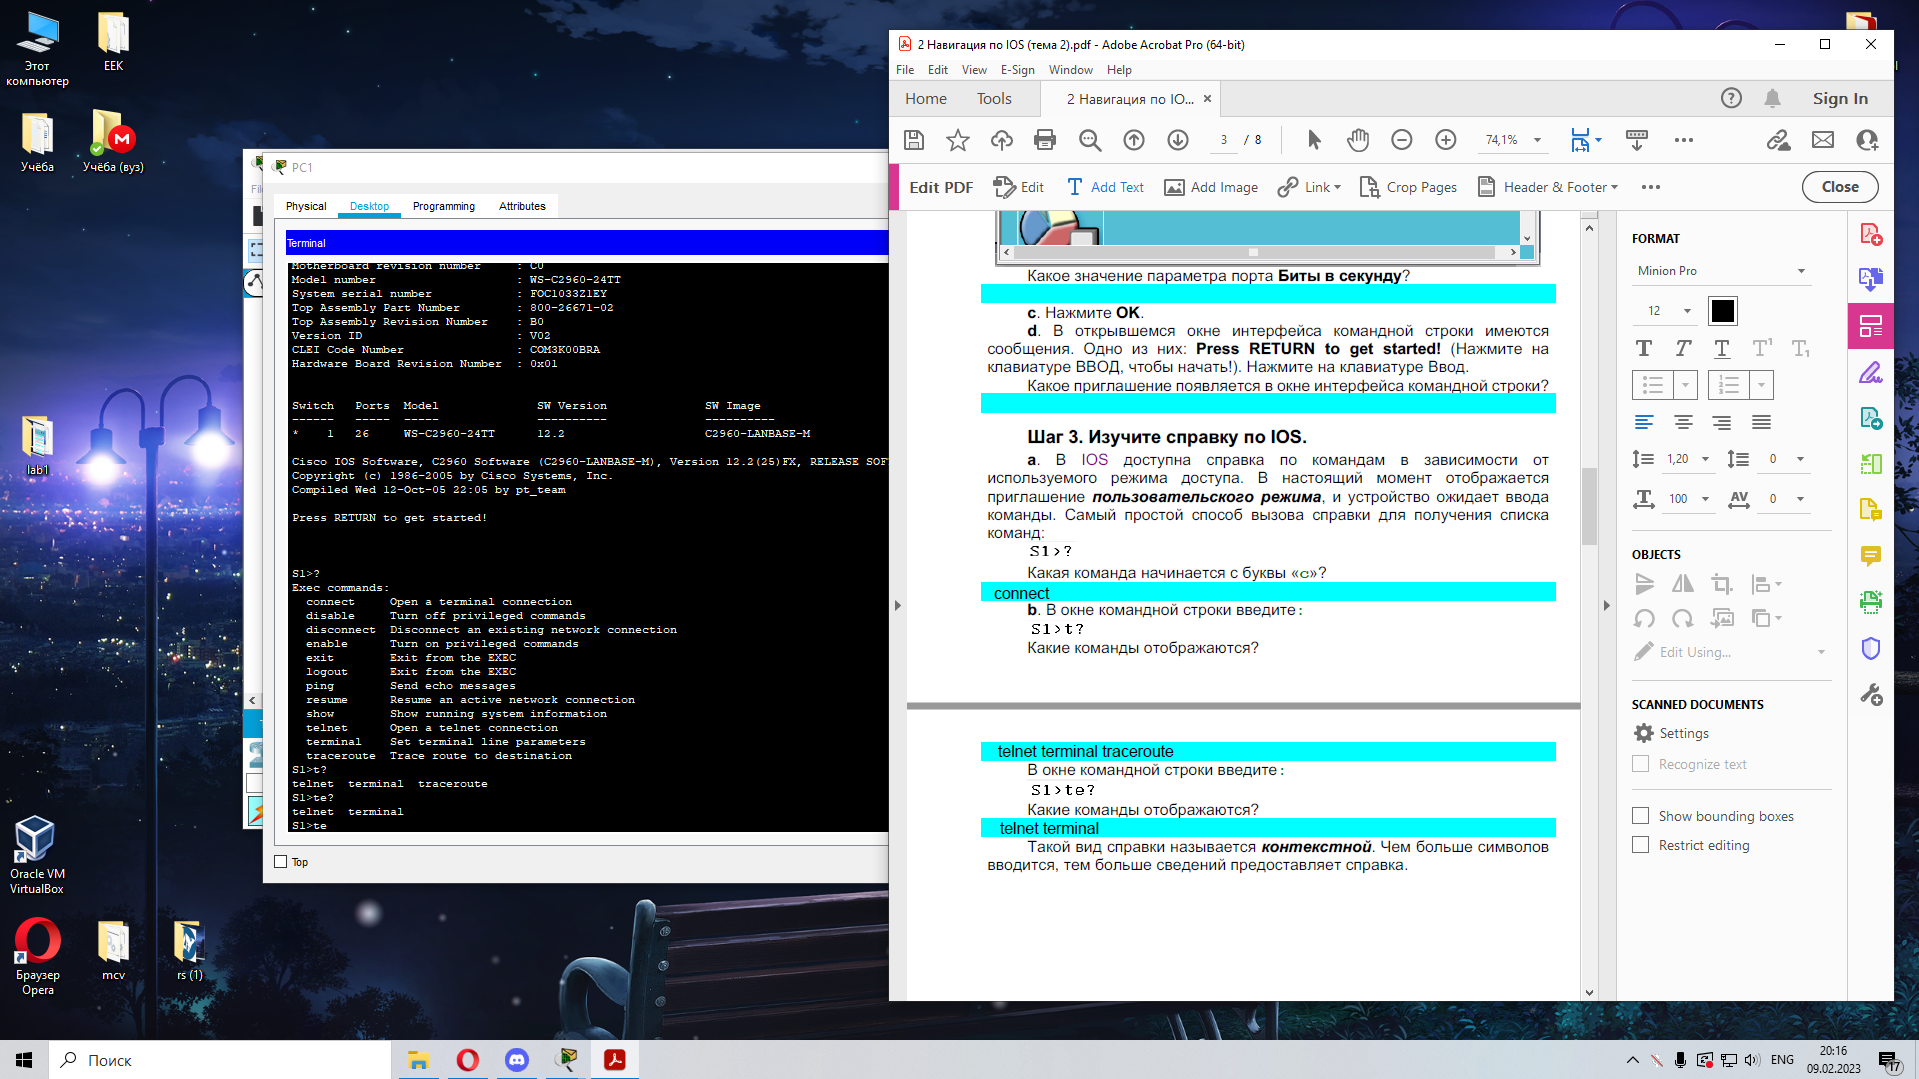 Этот компьютер
EEK
Учёба
Учёба (вуз)
lab1
Oracle VM VirtualBox
Браузер Opera
mcv
rs (1)
PC1
Physical
Desktop
Programming
Attributes
Terminal
Motherboard revision number : C0
Model number : WS-C2960-24TT
System serial number : FOC1033Z1EY
Top Assembly Part Number : 800-26671-02
Top Assembly Revision Number : B0
Version ID : V02
CLEI Code Number : COM3K00BRA
Hardware Board Revision Number : 0x01
Switch Ports Model SW Version SW Image
------ ----- ----- ---------- ----------
* 1 26 WS-C2960-24TT 12.2 C2960-LANBASE-M
Cisco IOS Software, C2960 Software (C2960-LANBASE-M), Version 12.2(25)FX, RELEASE SOF
Copyright (c) 1986-2005 by Cisco Systems, Inc.
Compiled Wed 12-Oct-05 22:05 by pt_team
Press RETURN to get started!
S1>?
Exec commands:
connect Open a terminal connection
disable Turn off privileged commands
disconnect Disconnect an existing network connection
enable Turn on privileged commands
exit Exit from the EXEC
logout Exit from the EXEC
ping Send echo messages
resume Resume an active network connection
show Show running system information
telnet Open a telnet connection
terminal Set terminal line parameters
traceroute Trace route to destination
S1>t?
telnet terminal traceroute
S1>te?
telnet terminal
S1>te
Top
2 Навигация по IOS (тема 2).pdf - Adobe Acrobat Pro (64-bit)
File Edit View E-Sign Window Help
Home Tools 2 Навигация по IO... Sign In
3 / 8 74,1%
Edit PDF Edit Add Text Add Image Link Crop Pages Header & Footer Close
Какое значение параметра порта Биты в секунду?
c. Нажмите OK.
d. В открывшемся окне интерфейса командной строки имеются
сообщения. Одно из них: Press RETURN to get started! (Нажмите на
клавиатуре ВВОД, чтобы начать!). Нажмите на клавиатуре Ввод.
Какое приглашение появляется в окне интерфейса командной строки?
Шаг 3. Изучите справку по IOS.
a. В IOS доступна справка по командам в зависимости от
используемого режима доступа. В настоящий момент отображается
приглашение пользовательского режима, и устройство ожидает ввода
команды. Самый простой способ вызова справки для получения списка
команд:
S1>?
Какая команда начинается с буквы «c»?
connect
b. В окне командной строки введите:
S1>t?
Какие команды отображаются?
telnet terminal traceroute
В окне командной строки введите:
S1>te?
Какие команды отображаются?
telnet terminal
Такой вид справки называется контекстной. Чем больше символов
вводится, тем больше сведений предоставляет справка.
FORMAT
Minion Pro
12
1,20 0
100 0
OBJECTS
Edit Using...
SCANNED DOCUMENTS
Settings
Recognize text
Show bounding boxes
Restrict editing
Поиск
ENG
20:16
09.02.2023
17